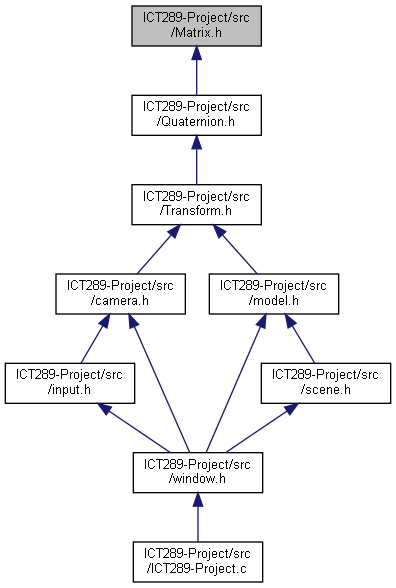 ICT289-Project/src
/Matrix.h
ICT289-Project/src
/Quaternion.h
ICT289-Project/src
/Transform.h
ICT289-Project/src
/camera.h
ICT289-Project/src
/model.h
ICT289-Project/src
/input.h
ICT289-Project/src
/scene.h
ICT289-Project/src
/window.h
ICT289-Project/src
/ICT289-Project.c